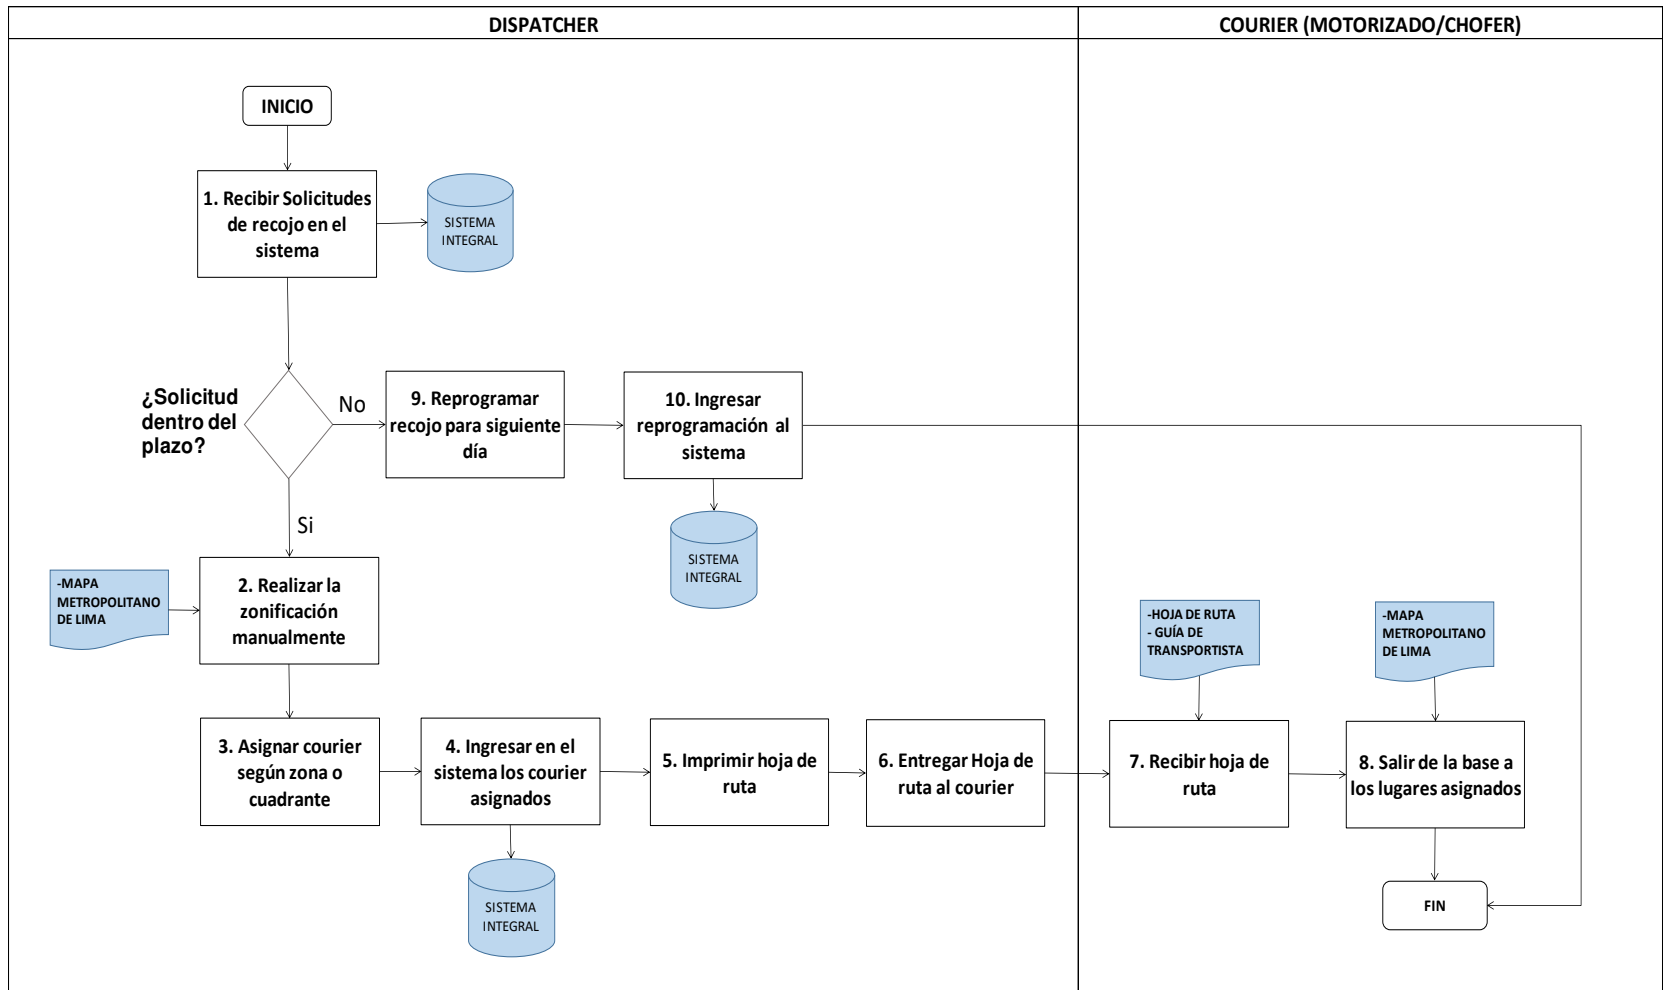 DISPATCHER
COURIER (MOTORIZADO/CHOFER)
INICIO
1. Recibir Solicitudes
de recojo en el
sistema
SISTEMA
INTEGRAL
¿Solicitud
dentro del
plazo?
No
9. Reprogramar
recojo para siguiente
día
10. Ingresar
reprogramación al
sistema
SISTEMA
INTEGRAL
Si
-MAPA
METROPOLITANO
DE LIMA
2. Realizar la
zonificación
manualmente
-HOJA DE RUTA
- GUÍA DE
TRANSPORTISTA
-MAPA
METROPOLITANO
DE LIMA
3. Asignar courier
según zona o
cuadrante
4. Ingresar en el
sistema los courier
asignados
5. Imprimir hoja de
ruta
6. Entregar Hoja de
ruta al courier
7. Recibir hoja de
ruta
8. Salir de la base a
los lugares asignados
SISTEMA
INTEGRAL
FIN